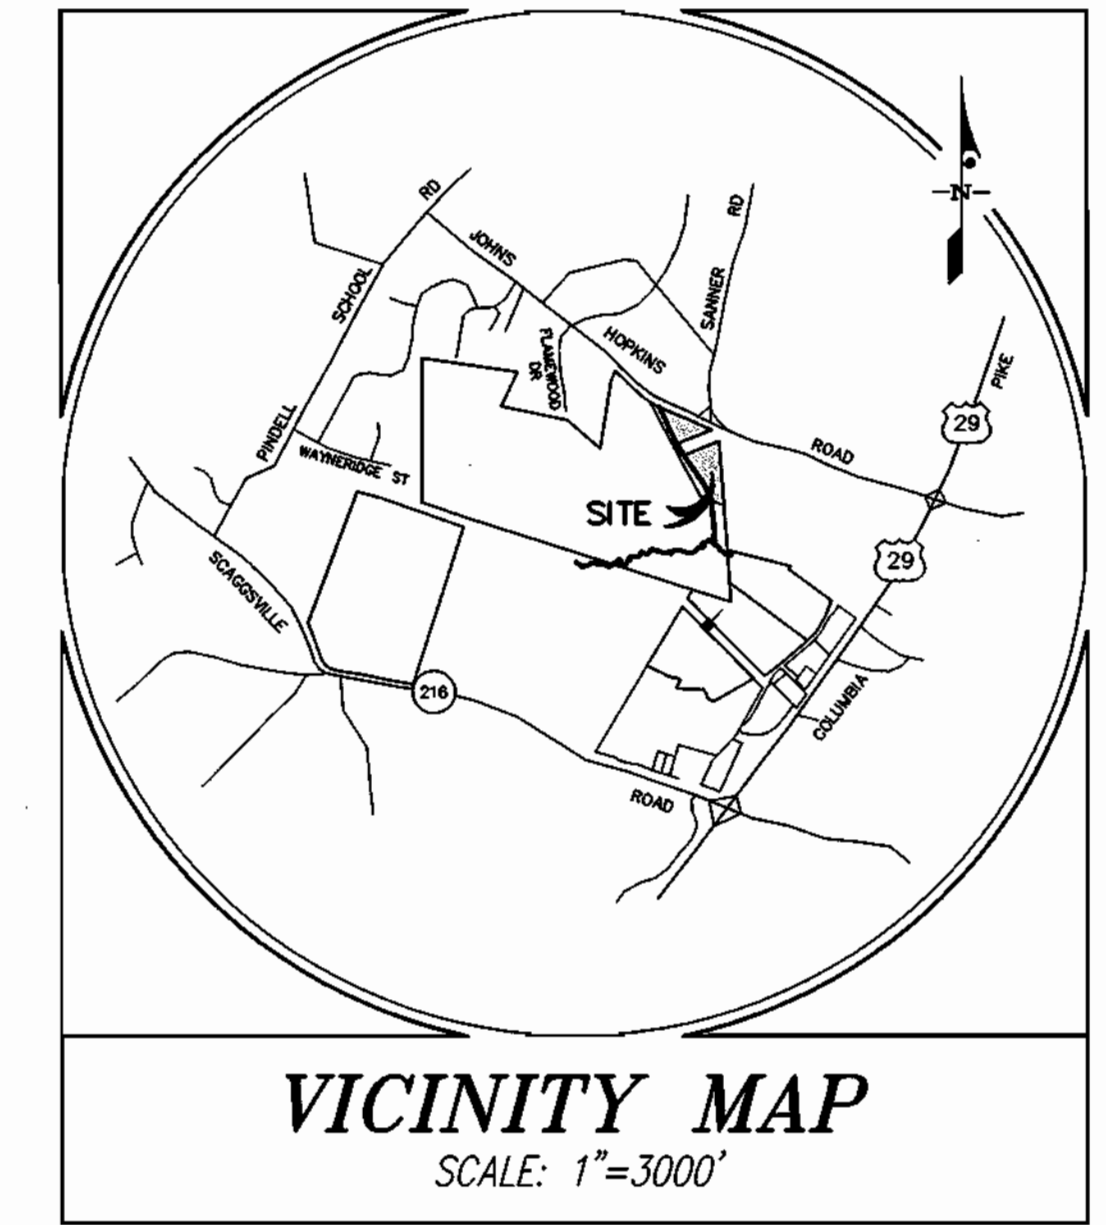 N
RD
SCHOOL
PINDELL
JOHNS
HOPKINS
ROAD
SANNER
RD
FLAMEWOOD
DR
PIKE
29
29
COLUMBIA
WAYNERIDGE ST
SITE
SCAGGSVILLE
216
ROAD
VICINITY MAP
SCALE: 1"=3000'